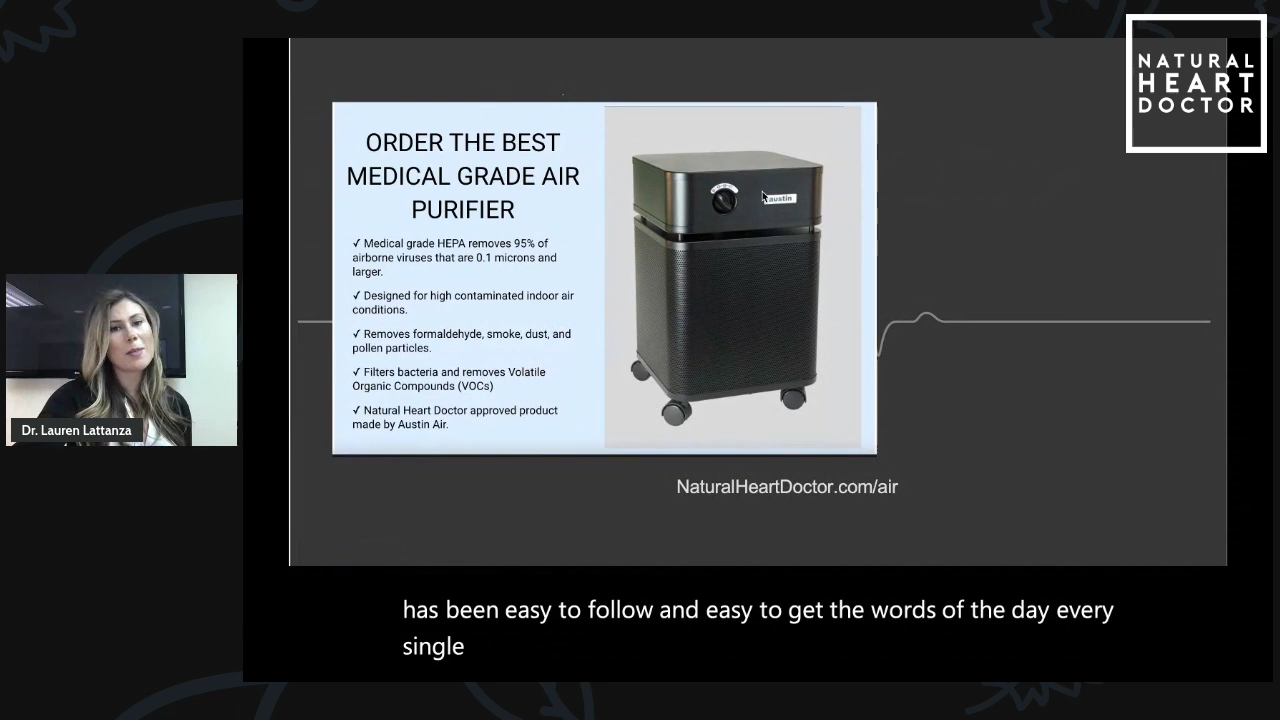 NATURAL
HEART
DOCTOR
ORDER THE BEST
MEDICAL GRADE AIR
PURIFIER
✓ Medical grade HEPA removes 95% of
airborne viruses that are 0.1 microns and
larger.
✓ Designed for high contaminated indoor air
conditions.
✓ Removes formaldehyde, smoke, dust, and
pollen particles.
✓ Filters bacteria and removes Volatile
Organic Compounds (VOCs)
✓ Natural Heart Doctor approved product
made by Austin Air.
austin
Dr. Lauren Lattanza
NaturalHeartDoctor.com/air
has been easy to follow and easy to get the words of the day every
single